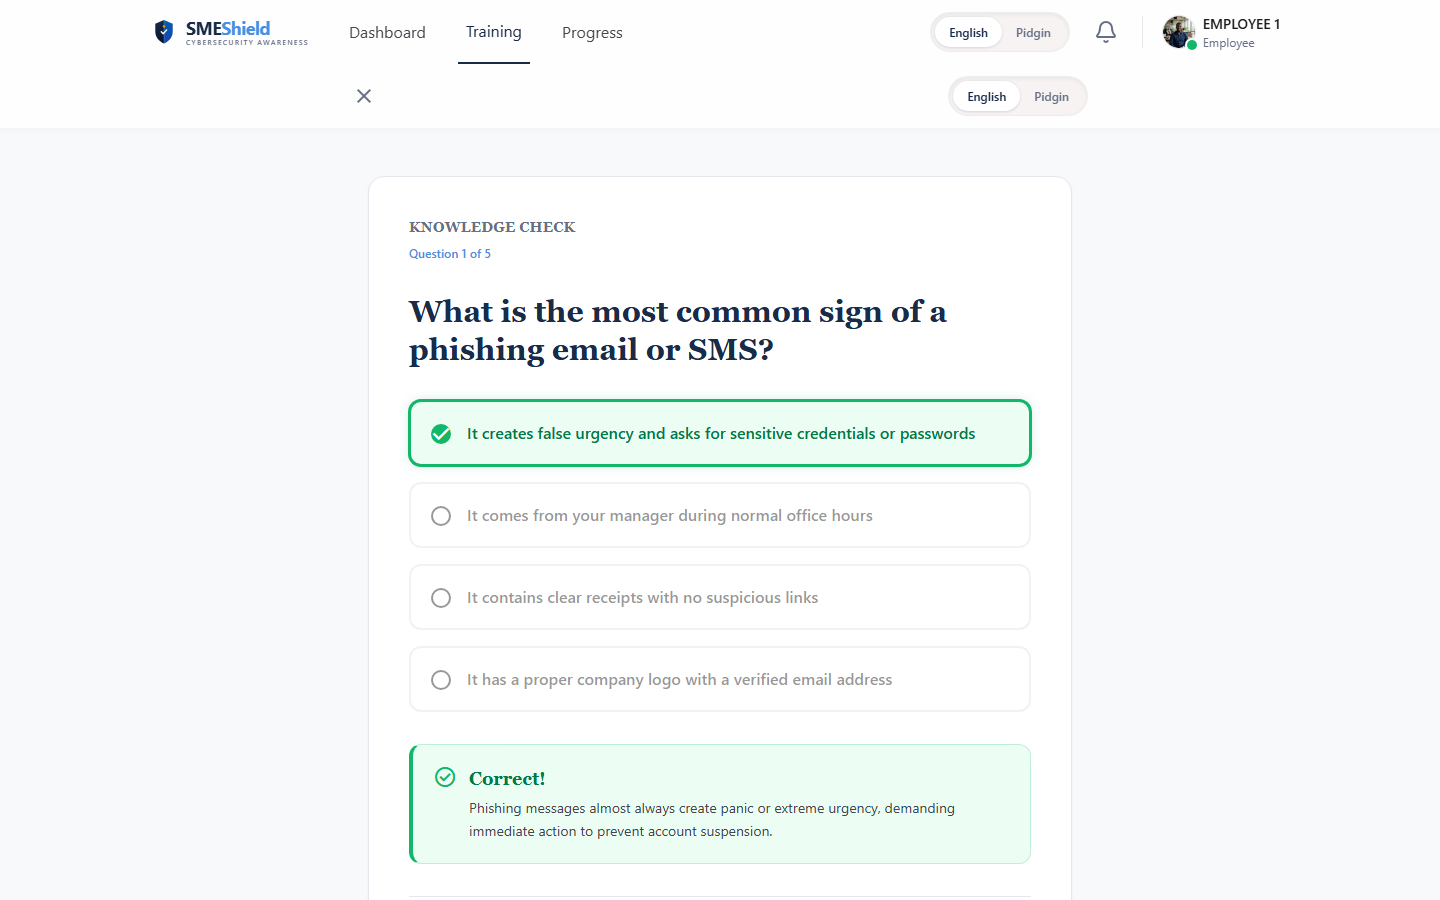 SMEShield
CYBERSECURITY AWARENESS
Dashboard
Training
Progress
English
Pidgin
EMPLOYEE 1
Employee
English
Pidgin
KNOWLEDGE CHECK
Question 1 of 5
What is the most common sign of a
phishing email or SMS?
It creates false urgency and asks for sensitive credentials or passwords
It comes from your manager during normal office hours
It contains clear receipts with no suspicious links
It has a proper company logo with a verified email address
Correct!
Phishing messages almost always create panic or extreme urgency, demanding
immediate action to prevent account suspension.